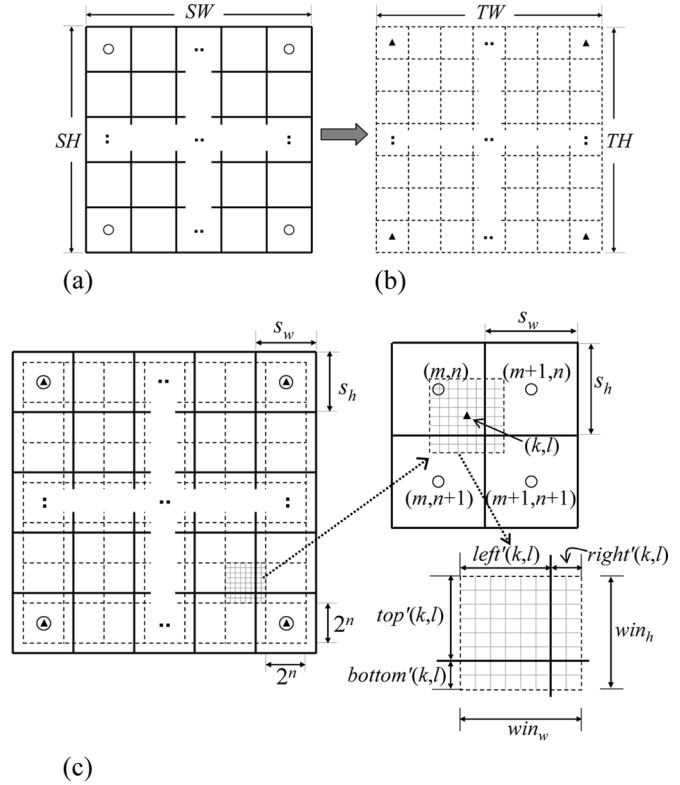 SW
TW
SH
TH
(a)
(b)
s_w
s_w
s_h
(m,n)
(m+1,n)
s_h
(k,l)
(m,n+1)
(m+1,n+1)
left'(k,l)
right'(k,l)
top'(k,l)
win_h
2^n
bottom'(k,l)
2^n
win_w
(c)